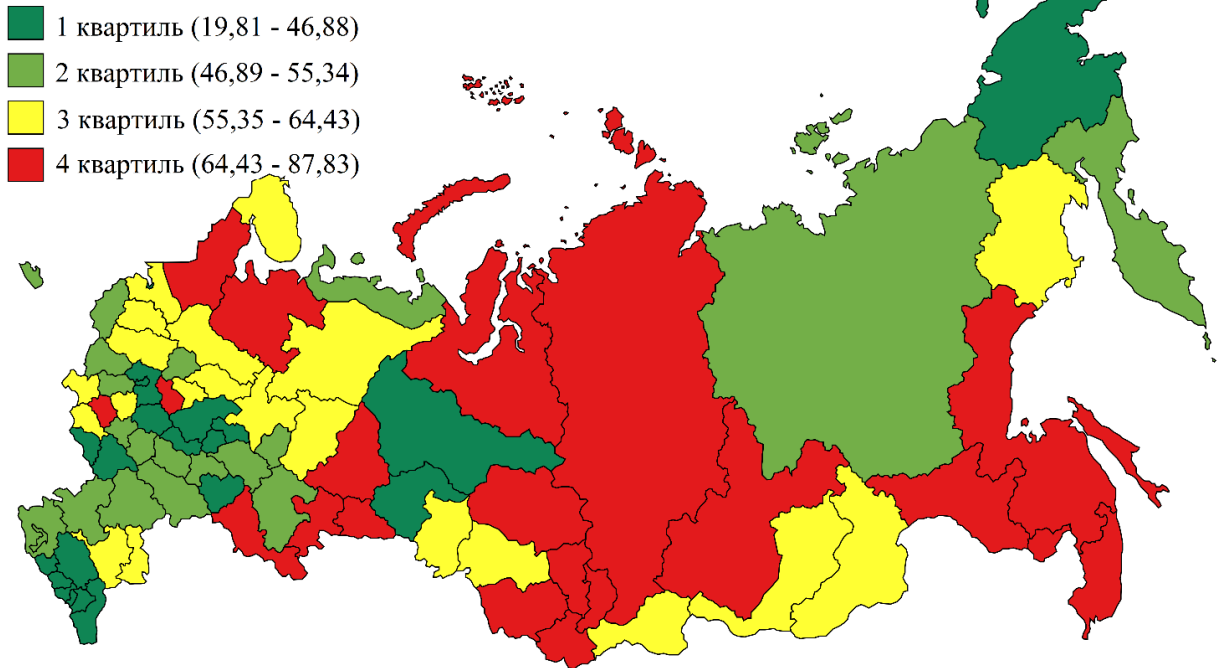 1 квартиль (19,81 - 46,88)
2 квартиль (46,89 - 55,34)
3 квартиль (55,35 - 64,43)
4 квартиль (64,43 - 87,83)